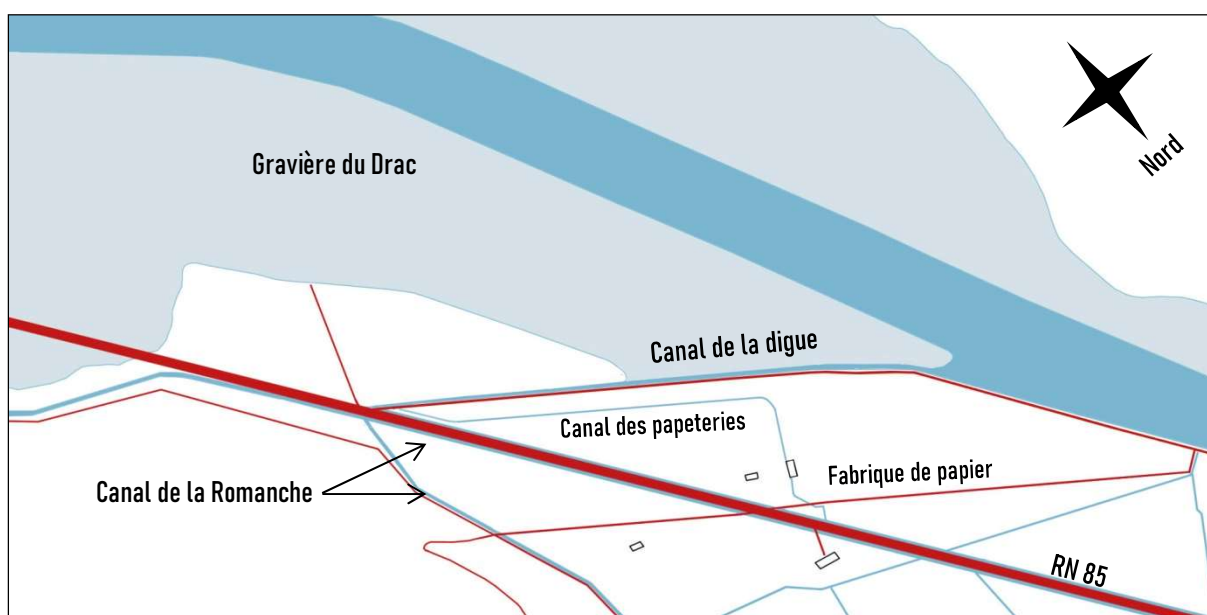 Nord
Gravière du Drac
Canal de la digue
Canal des papeteries
Fabrique de papier
Canal de la Romanche
RN 85